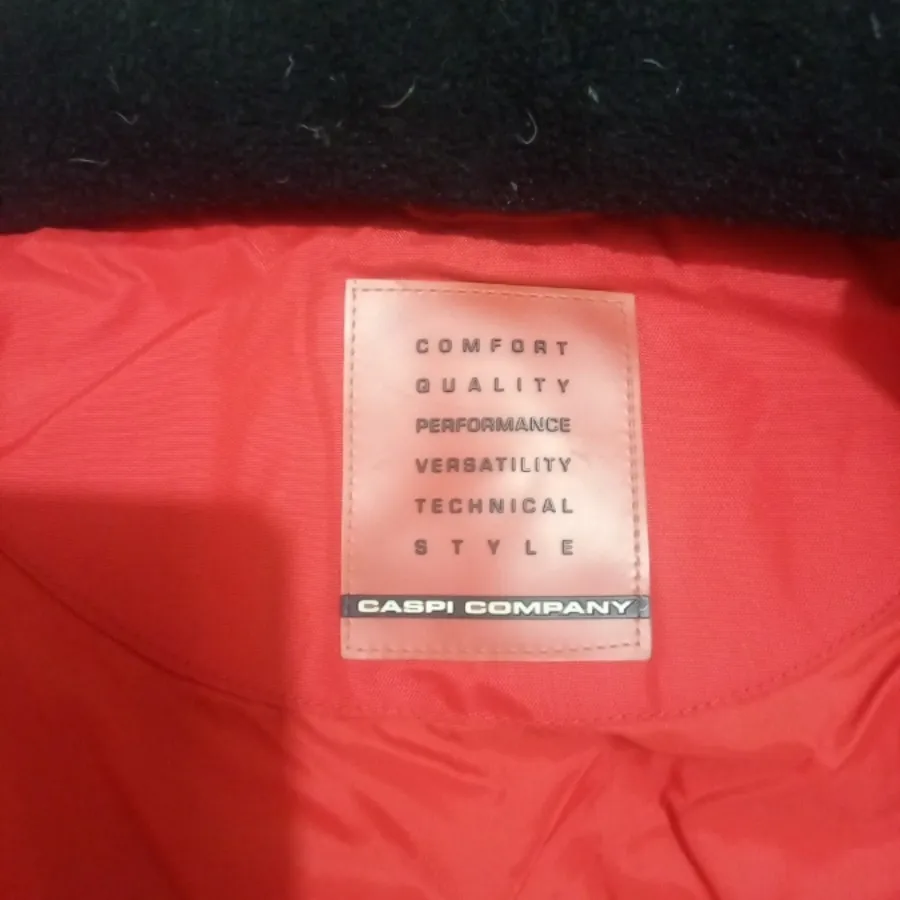 COMFORT
QUALITY
PERFORMANCE
VERSATILITY
TECHNICAL
STYLE
CASPI COMPANY